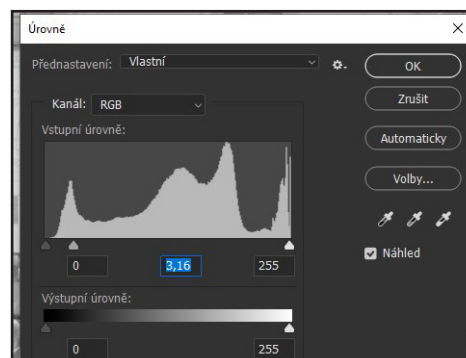 Úrovně
Přednastavení: Vlastní
OK
Kanál: RGB
Zrušit
Vstupní úrovně:
Automaticky
Volby...
Náhled
0 3,16 255
Výstupní úrovně:
0 255